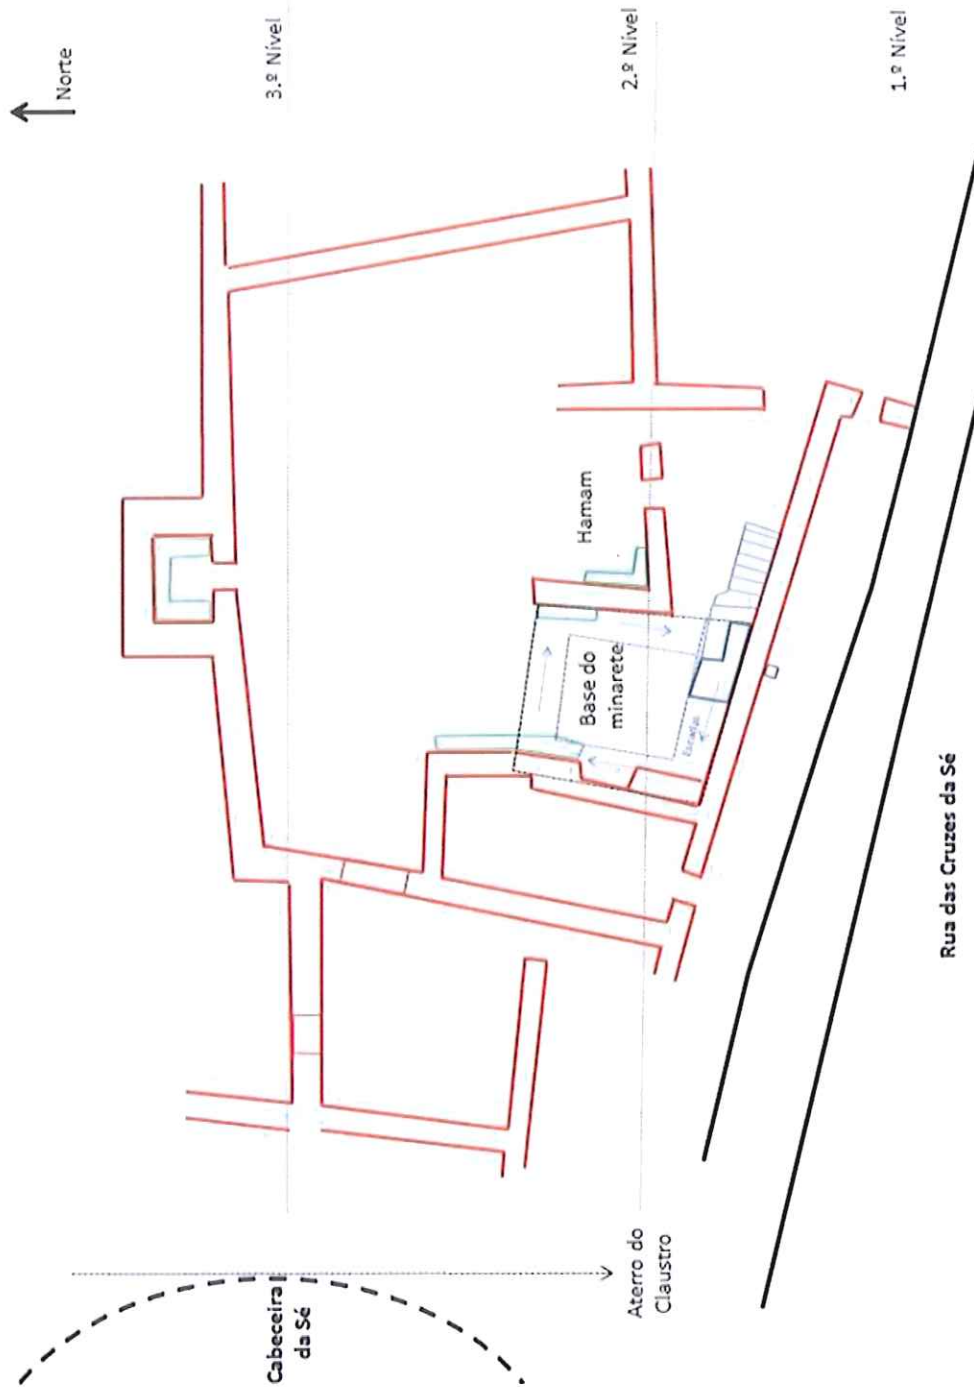 Norte
3.º Nível
2.º Nível
1.º Nível
Hamam
Base do
minarete
Escadas
Rua das Cruzes da Sé
Aterro do
Claustro
Cabeceira
da Sé